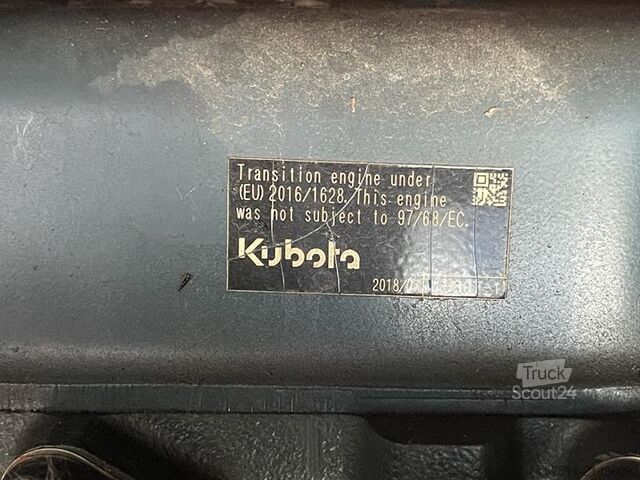 Transition engine under
(EU) 2016/1628. This engine
was not subject to 97/68/EC.
Kubota
Truck
Scout24